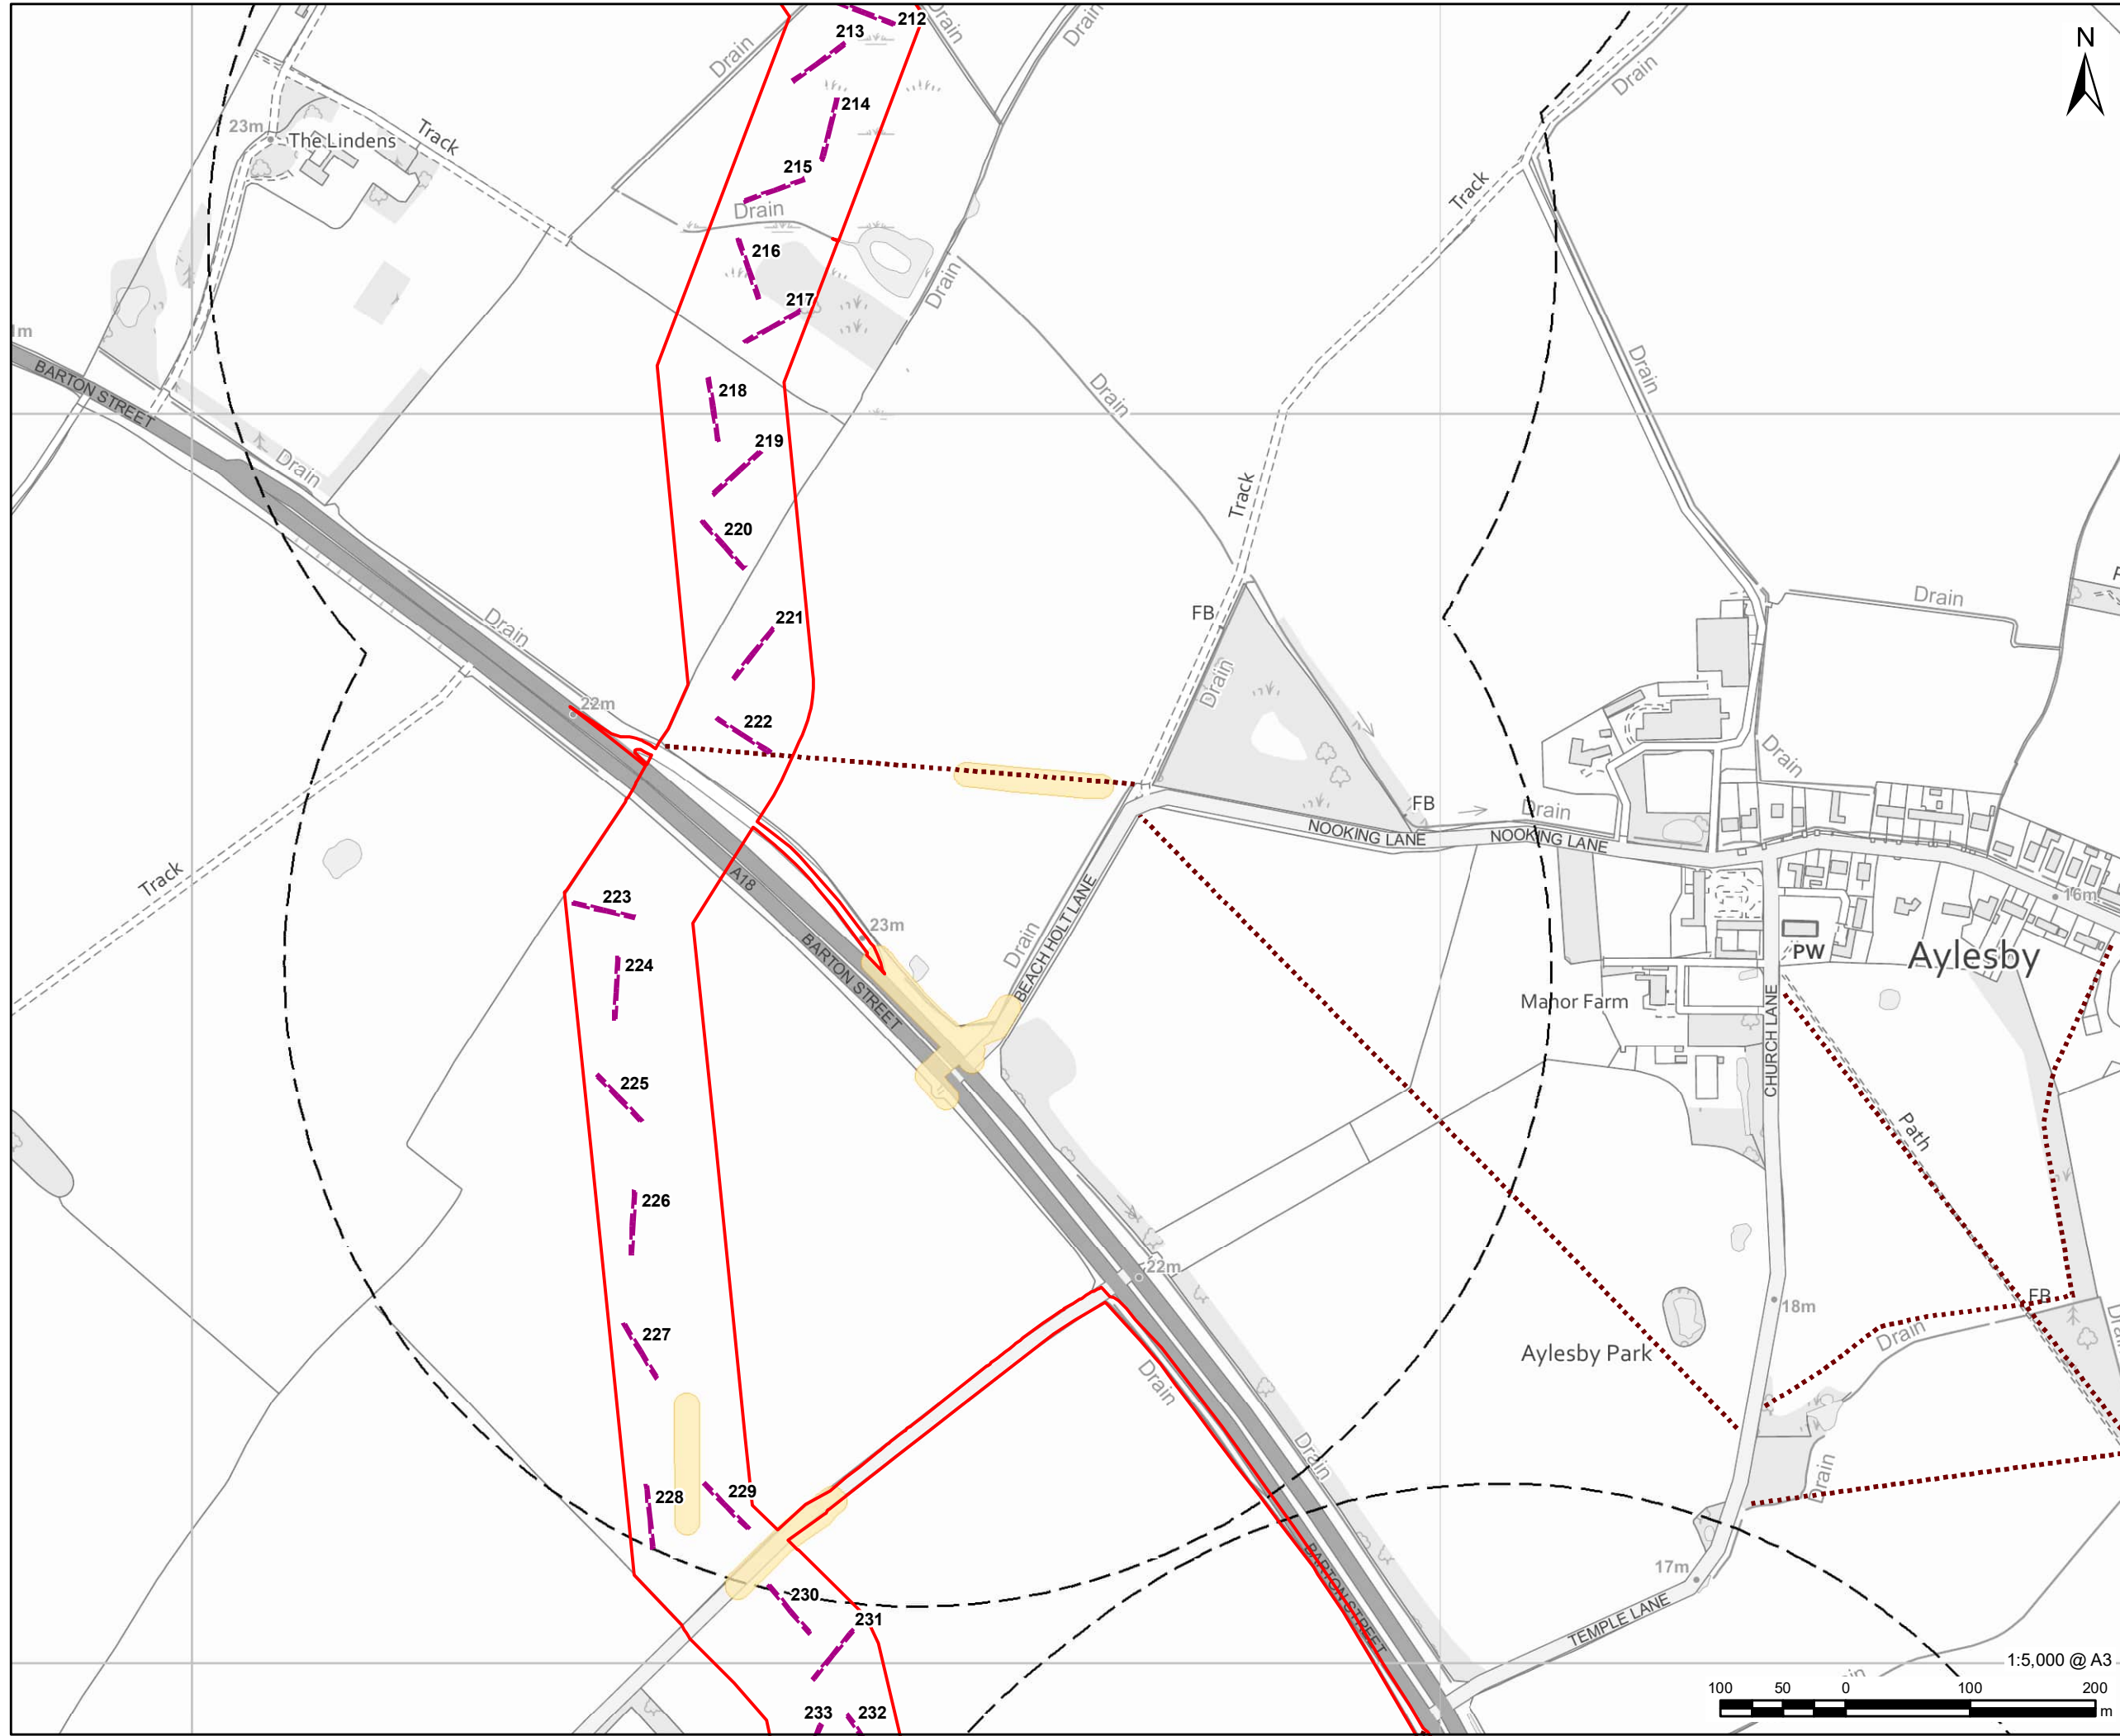 212
213
Drain
Drain
Drain
N
Drain
214
23m
The Lindens
Track
215
Drain
Track
216
Drain
217
BARTON STREET
218
Drain
Drain
219
Drain
Track
220
Drain
FB
221
Drain
Drain
22m
222
Drain
FB
Drain
NOOKING LANE
NOOKING LANE
Track
A18
223
16m
23m
224
BARTON STREET
Drain
BEACH HOLT LANE
PW
Aylesby
Manor Farm
CHURCH LANE
225
Path
226
22m
FB
18m
227
Drain
Aylesby Park
Drain
Drain
228
229
Drain
17m
230
BARTON STREET
231
TEMPLE LANE
1:5,000 @ A3
233
232
100 50 0 100 200
m